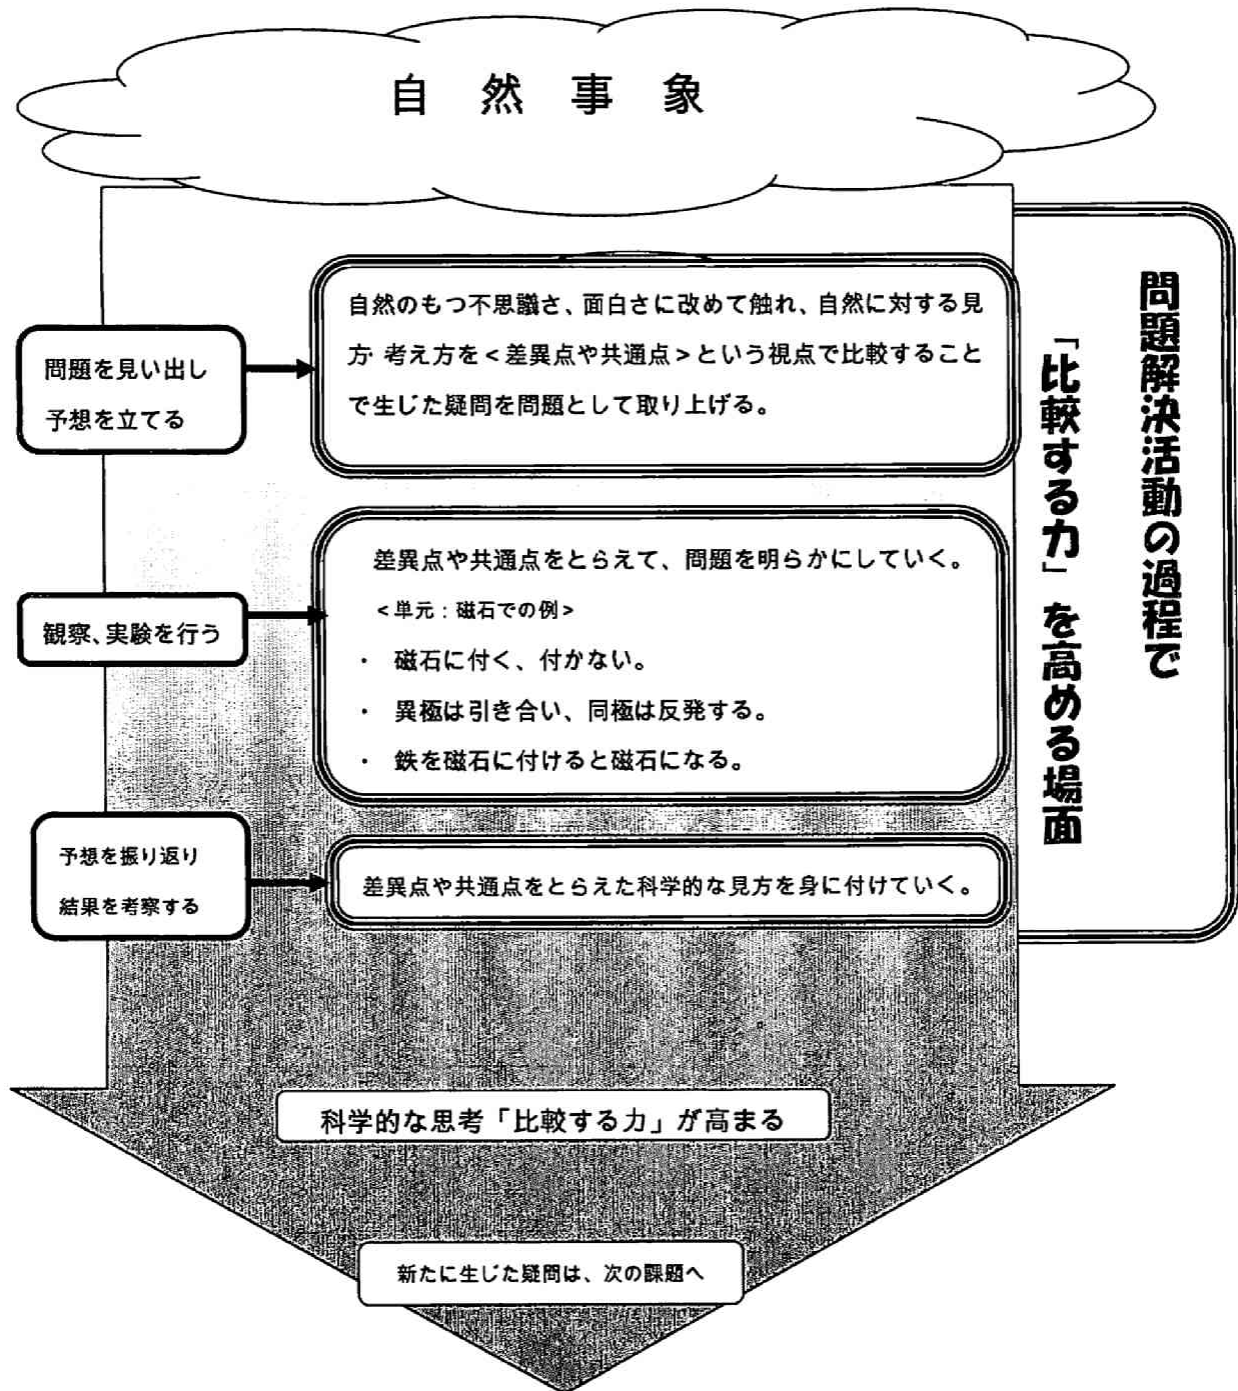 自然事象
問題解決活動の過程で
「比較する力」を高める場面
問題を見い出し
予想を立てる
自然のもつ不思議さ、面白さに改めて触れ、自然に対する見
方・考え方を<差異点や共通点>という視点で比較すること
で生じた疑問を問題として取り上げる。
観察、実験を行う
差異点や共通点をとらえて、問題を明らかにしていく。
<単元:磁石での例>
・ 磁石に付く、付かない。
・ 異極は引き合い、同極は反発する。
・ 鉄を磁石に付けると磁石になる。
予想を振り返り
結果を考察する
差異点や共通点をとらえた科学的な見方を身に付けていく。
科学的な思考「比較する力」が高まる
新たに生じた疑問は、次の課題へ